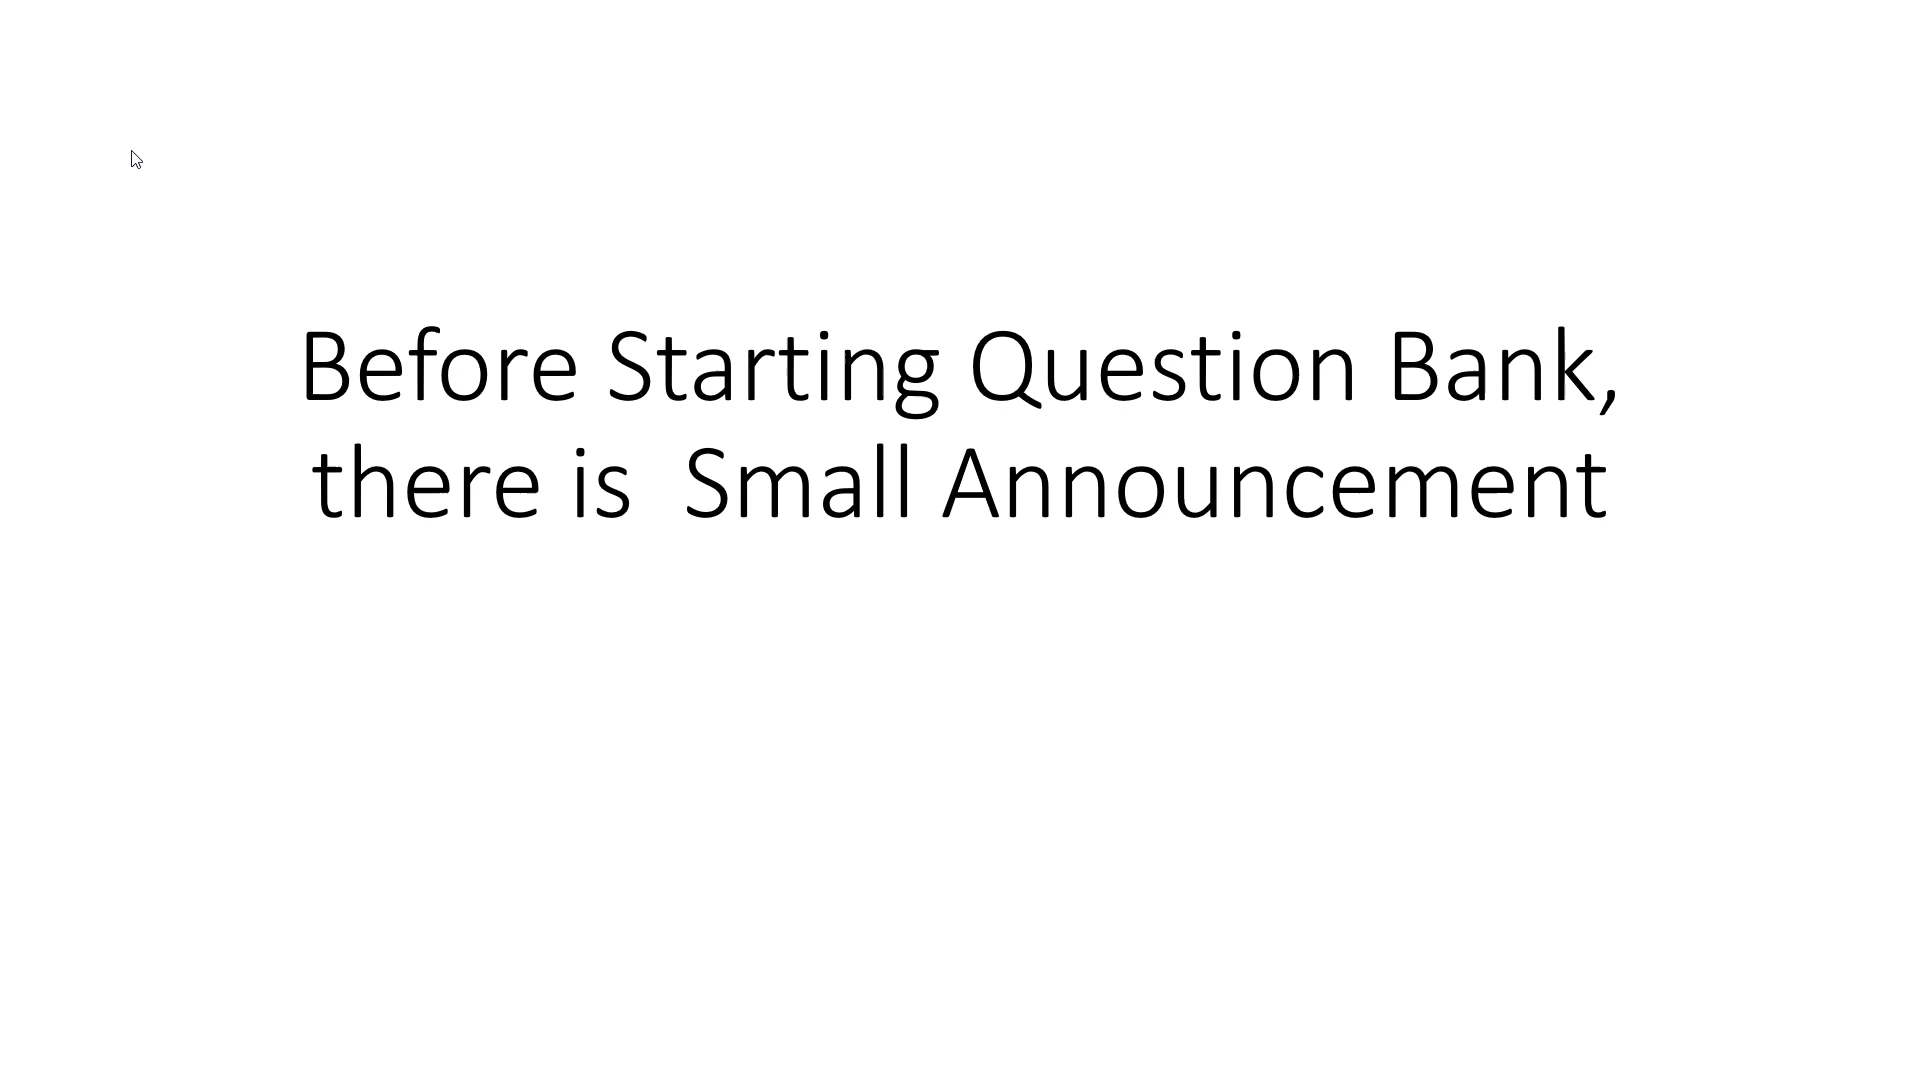 Before Starting Question Bank,
there is  Small Announcement